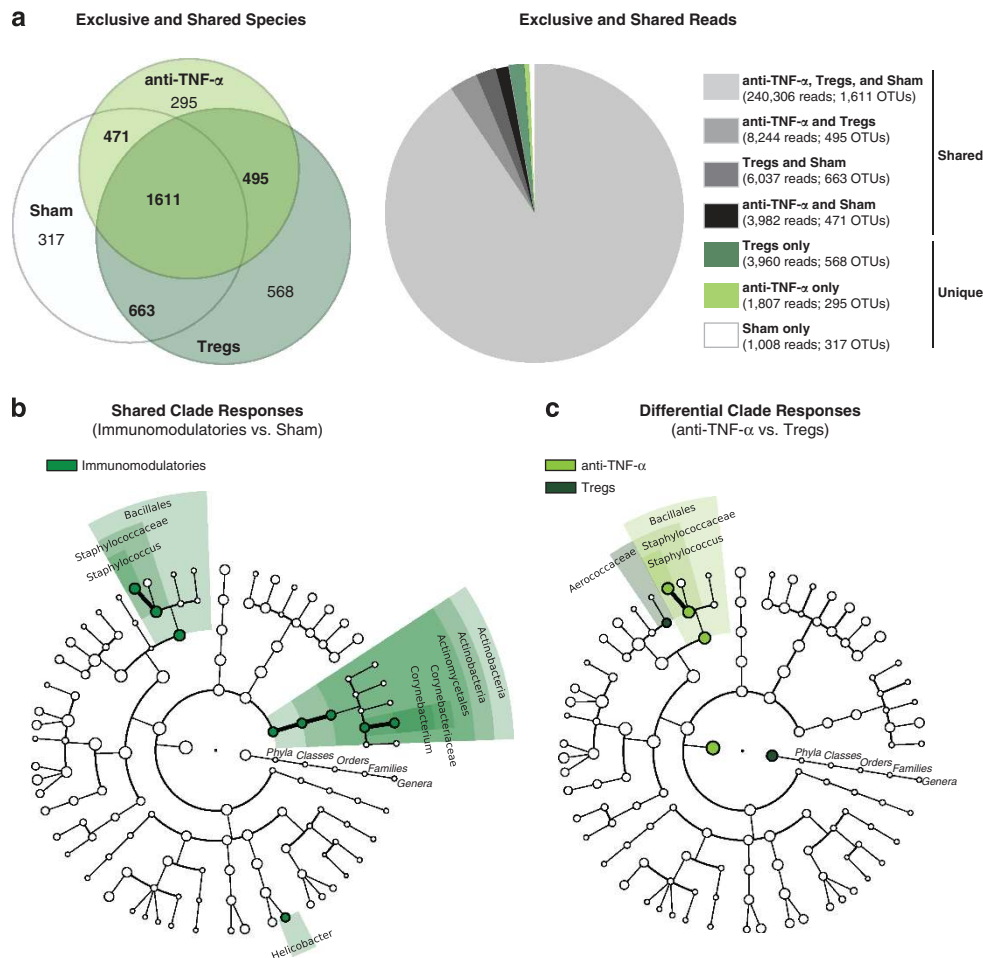 a
Exclusive and Shared Species
Exclusive and Shared Reads
anti-TNF-α
295
471
495
1611
Sham
317
568
663
Tregs
anti-TNF-α, Tregs, and Sham
(240,306 reads; 1,611 OTUs)
anti-TNF-α and Tregs
(8,244 reads; 495 OTUs)
Tregs and Sham
(6,037 reads; 663 OTUs)
anti-TNF-α and Sham
(3,982 reads; 471 OTUs)
Shared
Tregs only
(3,960 reads; 568 OTUs)
anti-TNF-α only
(1,807 reads; 295 OTUs)
Sham only
(1,008 reads; 317 OTUs)
Unique
b
Shared Clade Responses
(Immunomodulatories vs. Sham)
Immunomodulatories
Bacillales
Staphylococcaceae
Staphylococcus
Actinobacteria
Actinobacteria
Actinomycetales
Corynebacteriaceae
Corynebacterium
Phyla
Classes
Orders
Families
Genera
Helicobacter
c
Differential Clade Responses
(anti-TNF-α vs. Tregs)
anti-TNF-α
Tregs
Bacillales
Staphylococcaceae
Staphylococcus
Aerococcaceae
Phyla
Classes
Orders
Families
Genera